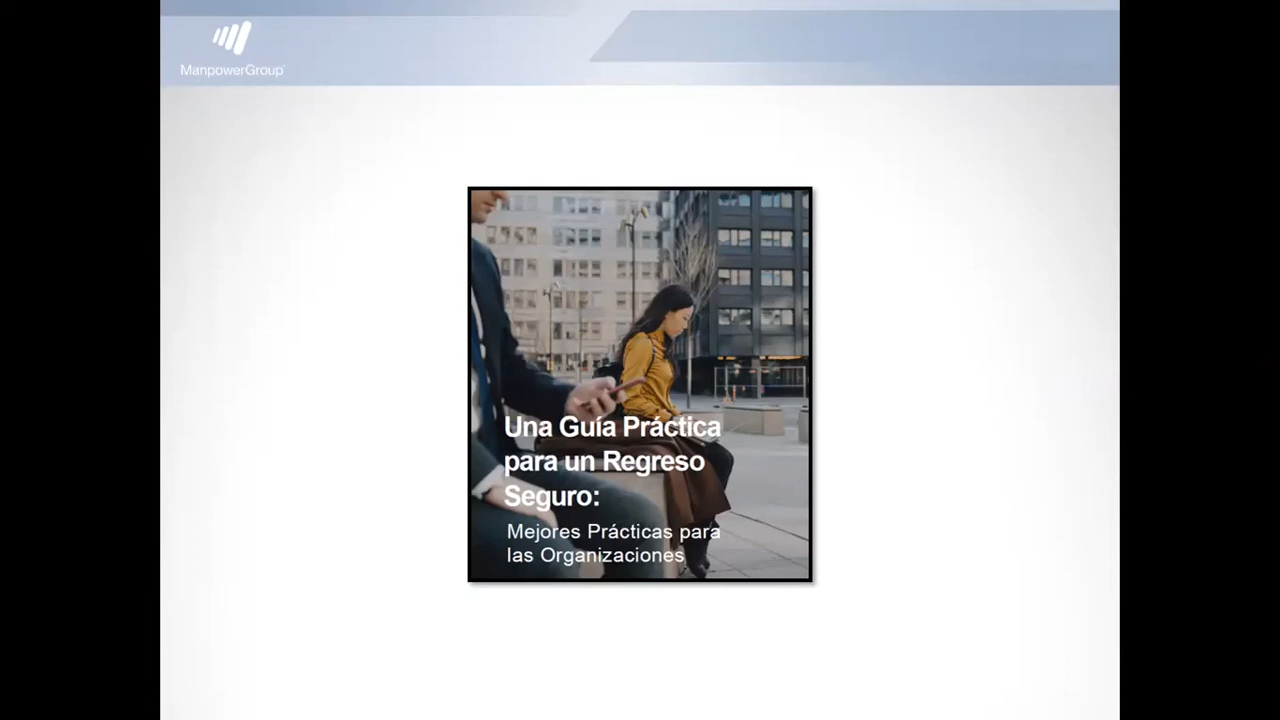 ManpowerGroup
Una Guía Práctica
para un Regreso
Seguro:
Mejores Prácticas para
las Organizaciones